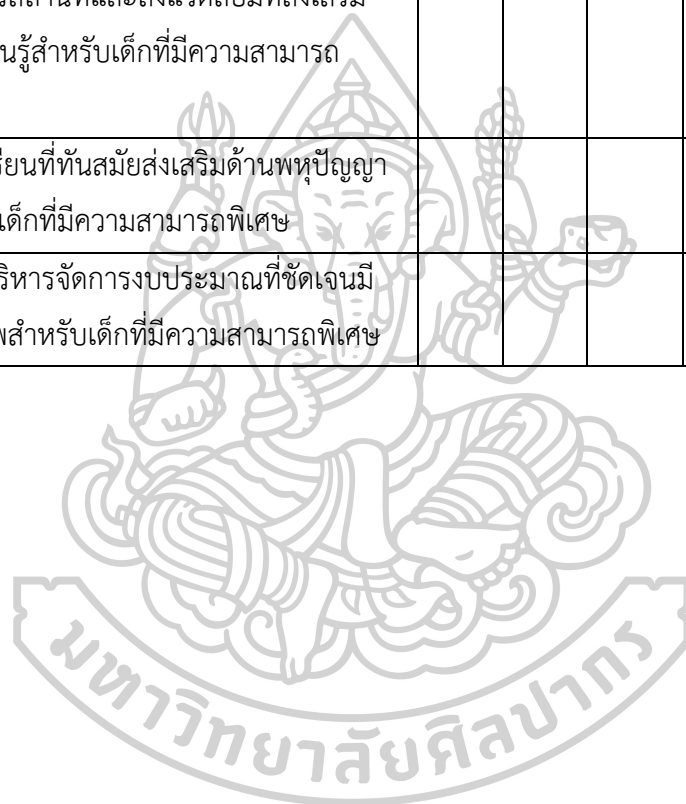 นรู้สำหรับเด็กที่มีความสามารถ
รียนที่ทันสมัยส่งเสริมด้านพหุปัญญา
เด็กที่มีความสามารถพิเศษ
ริหารจัดการงบประมาณที่ชัดเจนมี
พสำหรับเด็กที่มีความสามารถพิเศษ
มหาวิทยาลัยศิลปากร